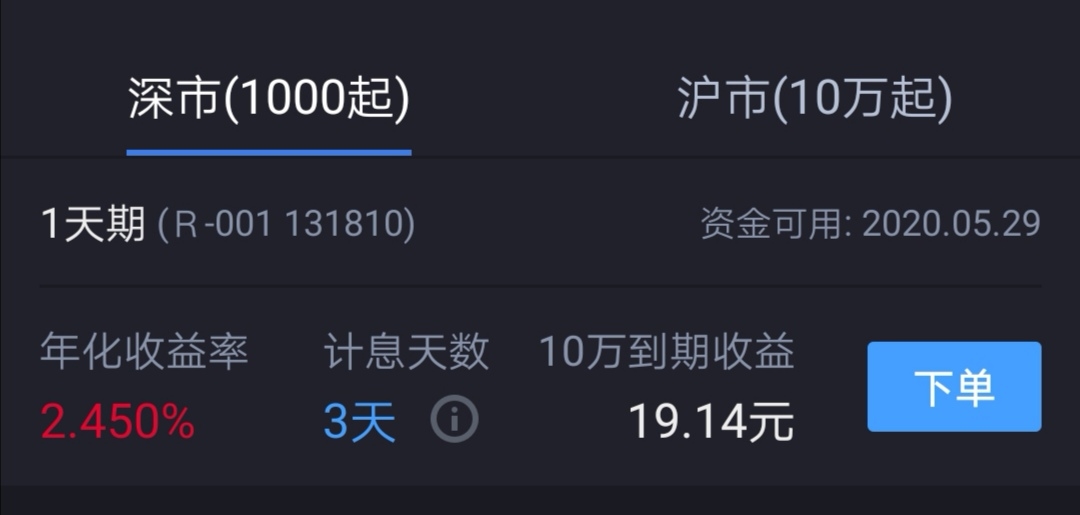 深市(1000起) 沪市(10万起)
1天期 (R-001 131810) 资金可用: 2020.05.29
年化收益率 计息天数 10万到期收益
2.450% 3天 i 19.14元 下单